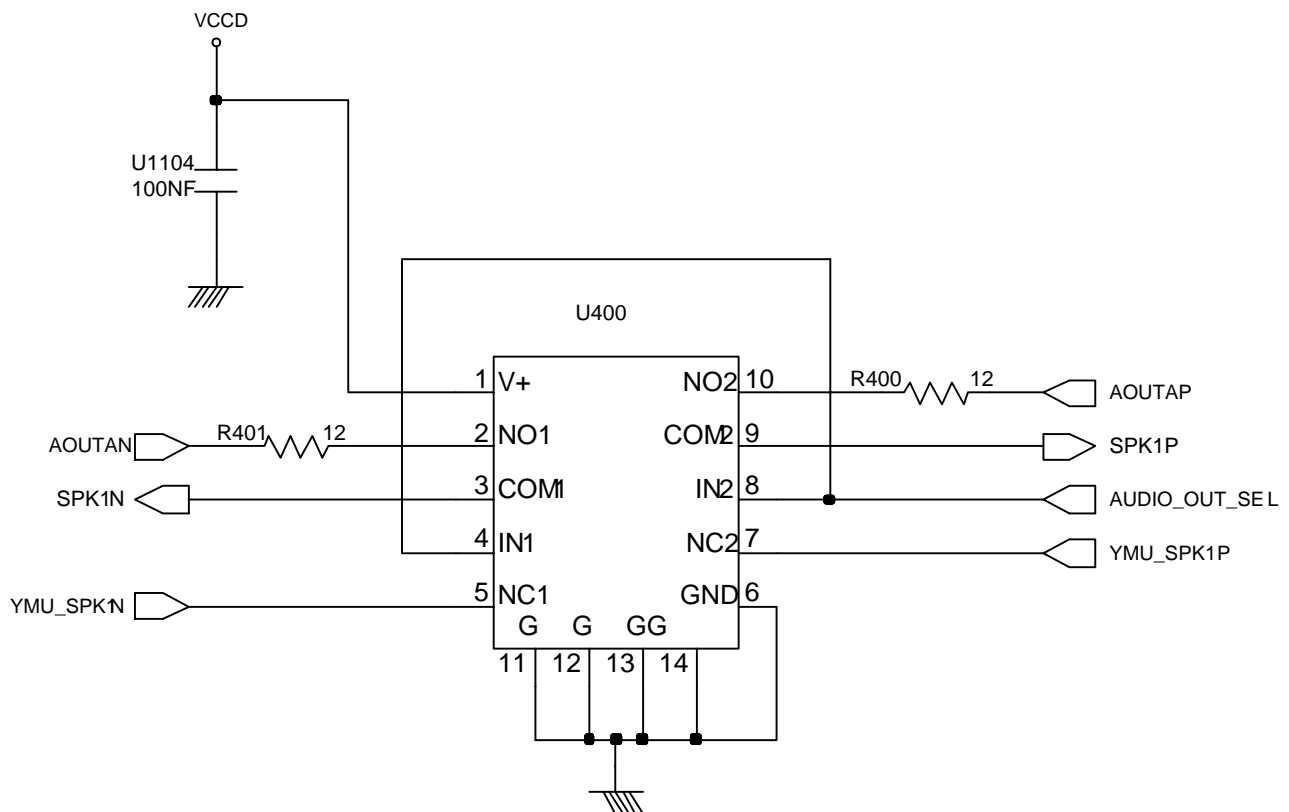 VCCD
U1104
100NF
U400
1 V+ NO2 10 R400 12 AOUTAP
AOUTAN R401 12 2 NO1 COM2 9 SPK1P
SPK1N 3 COM1 IN2 8 AUDIO_OUT_SEL
4 IN1 NC2 7 YMU_SPK1P
YMU_SPK1N 5 NC1 GND 6
G G GG
11 12 13 14